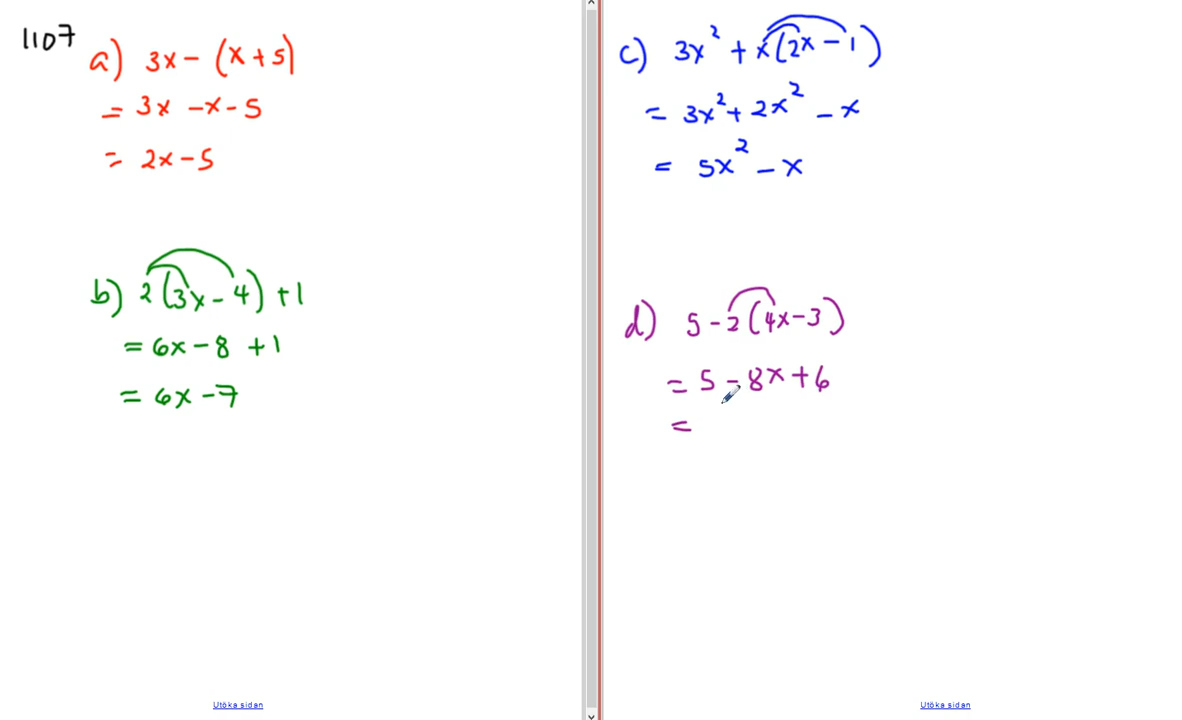 1107
a) 3x - (x + 5)
= 3x - x - 5
= 2x - 5
b) 2(3x - 4) + 1
= 6x - 8 + 1
= 6x - 7
Utöka sidan
c) 3x² + x(2x - 1)
= 3x² + 2x² - x
= 5x² - x
d) 5 - 2(4x - 3)
= 5 - 8x + 6
=
Utöka sidan